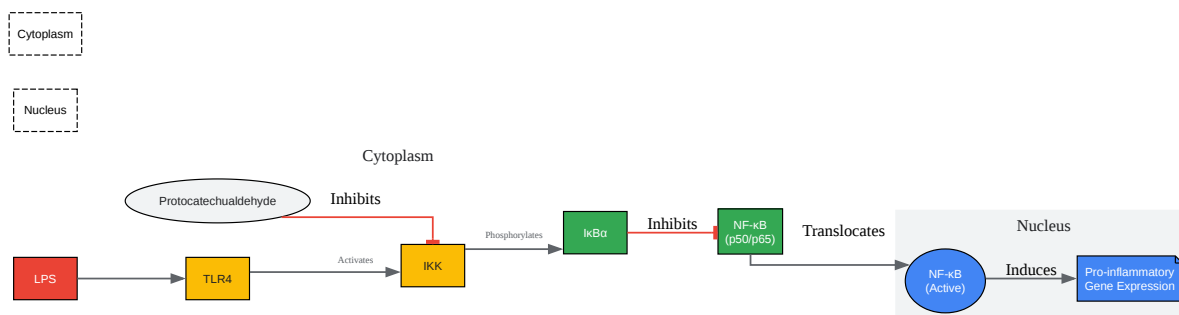 Cytoplasm
Nucleus
Cytoplasm
Protocatechualdehyde
Inhibits
LPS
TLR4
Activates
IKK
Phosphorylates
IκBα
Inhibits
NF-κB
(p50/p65)
Translocates
Nucleus
NF-κB
(Active)
Induces
Pro-inflammatory
Gene Expression